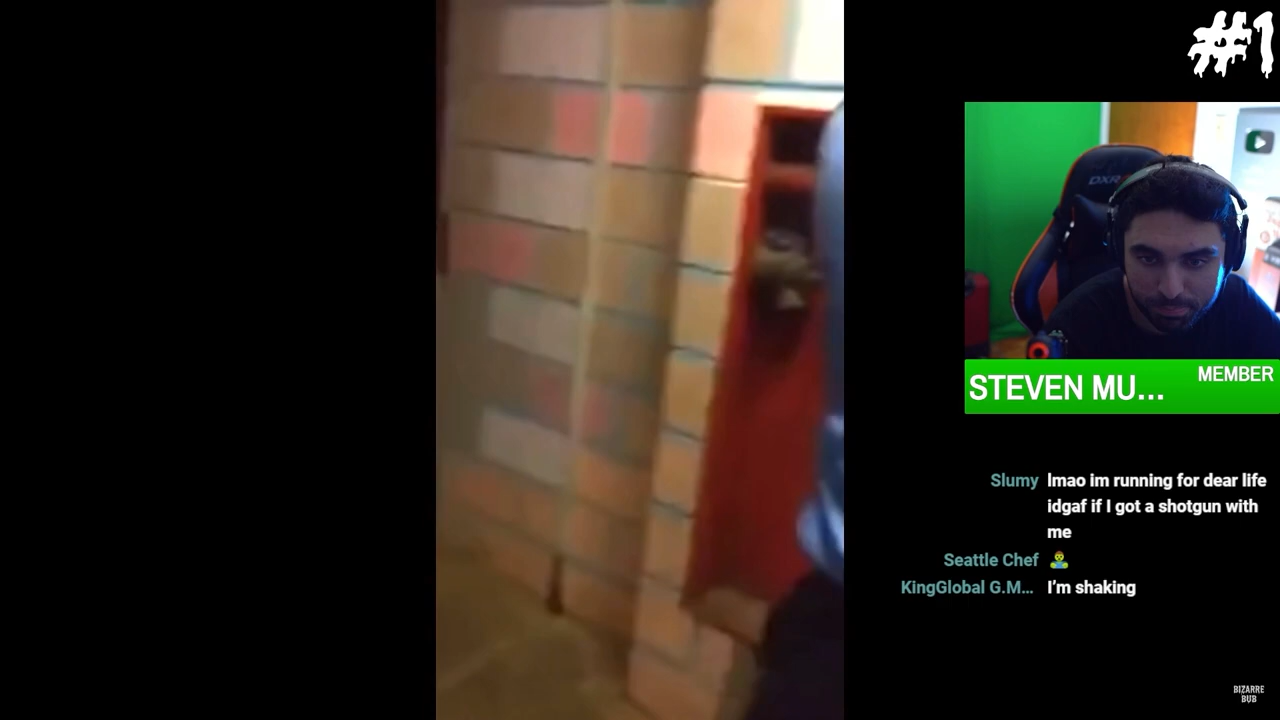 #1
DXR
MEMBER
STEVEN MU...
Slumy lmao im running for dear life
idgaf if I got a shotgun with
me
Seattle Chef 🧟‍♂️
KingGlobal G.M... I’m shaking
BIZARRE
BUB